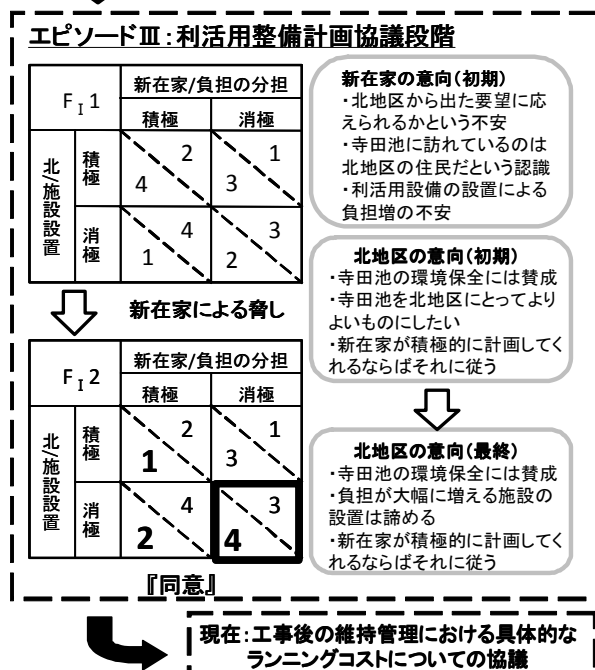 エピソードⅢ:利活用整備計画協議段階
F I 1
新在家/負担の分担
積極
消極
北/施設設置
積極
2
4
1
3
消極
4
1
3
2
新在家による脅し
F I 2
新在家/負担の分担
積極
消極
北/施設設置
積極
2
1
1
3
消極
4
2
3
4
『同意』
新在家の意向(初期)
・北地区から出た要望に応
えられるかという不安
・寺田池に訪れているのは
北地区の住民だという認識
・利活用設備の設置による
負担増の不安
北地区の意向(初期)
・寺田池の環境保全には賛成
・寺田池を北地区にとってより
よいものにしたい
・新在家が積極的に計画してく
れるならばそれに従う
北地区の意向(最終)
・寺田池の環境保全には賛成
・負担が大幅に増える施設の
設置は諦める
・新在家が積極的に計画してく
れるならばそれに従う
現在:工事後の維持管理における具体的な
ランニングコストについての協議